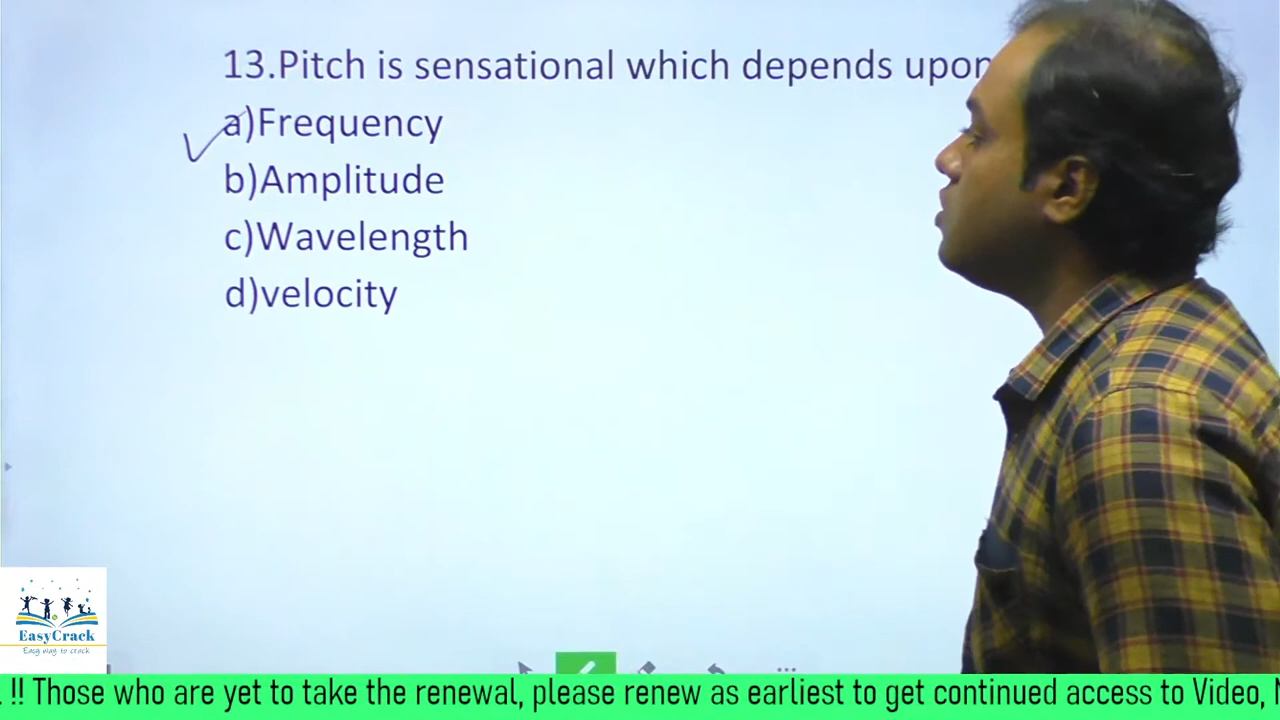 13.Pitch is sensational which depends upon
a)Frequency
b)Amplitude
c)Wavelength
d)velocity
EasyCrack
Easy way to crack
!! Those who are yet to take the renewal, please renew as earliest to get continued access to Video,